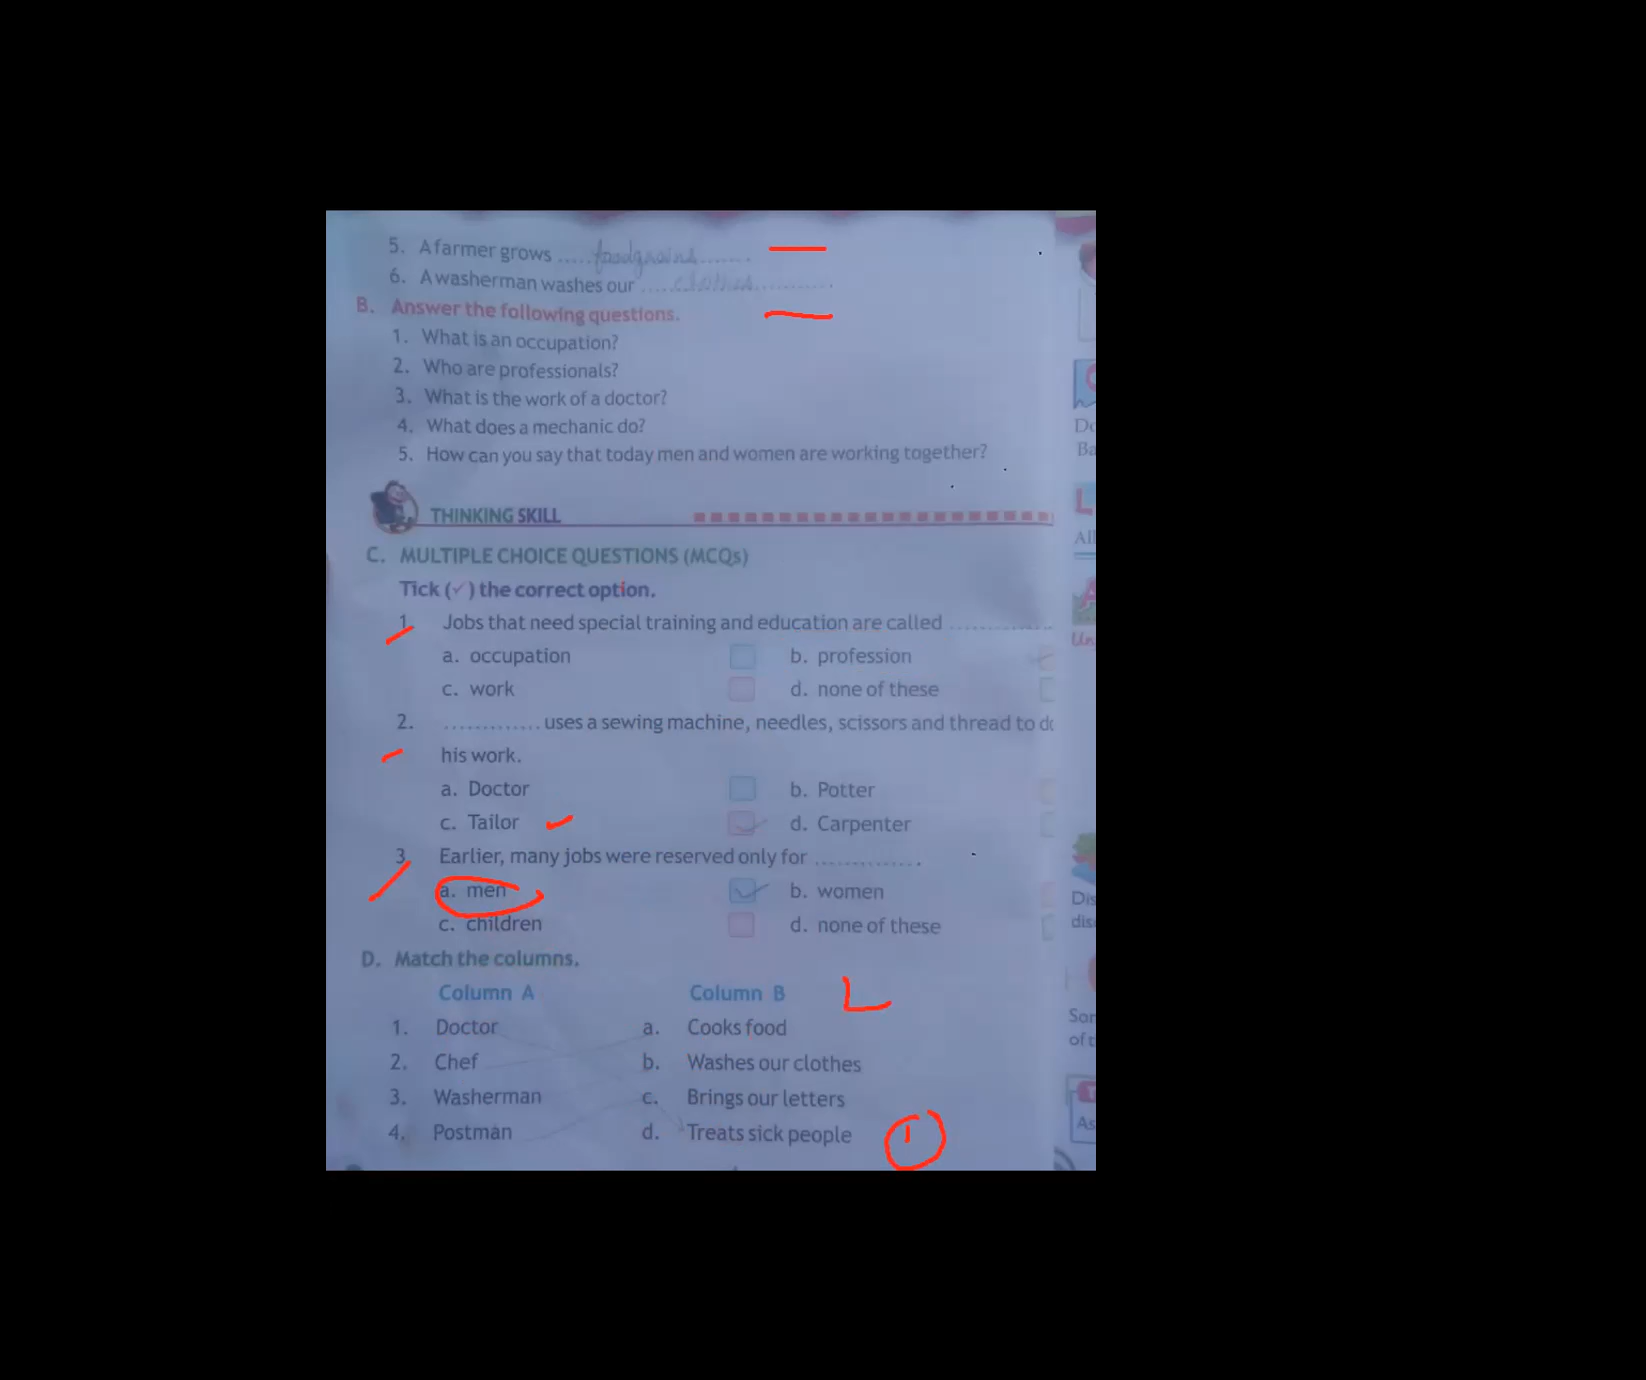 5. A farmer grows .....foodgrains........
6. A washerman washes our .....clothes.............
B. Answer the following questions.
1. What is an occupation?
2. Who are professionals?
3. What is the work of a doctor?
4. What does a mechanic do?
5. How can you say that today men and women are working together?
THINKING SKILL
C. MULTIPLE CHOICE QUESTIONS (MCQs)
Tick (✓) the correct option.
1. Jobs that need special training and education are called ..............
a. occupation b. profession
c. work d. none of these
2. ............. uses a sewing machine, needles, scissors and thread to do
his work.
a. Doctor b. Potter
c. Tailor d. Carpenter
3. Earlier, many jobs were reserved only for ..............
a. men b. women
c. children d. none of these
D. Match the columns.
Column A Column B
1. Doctor a. Cooks food
2. Chef b. Washes our clothes
3. Washerman c. Brings our letters
4. Postman d. Treats sick people
1